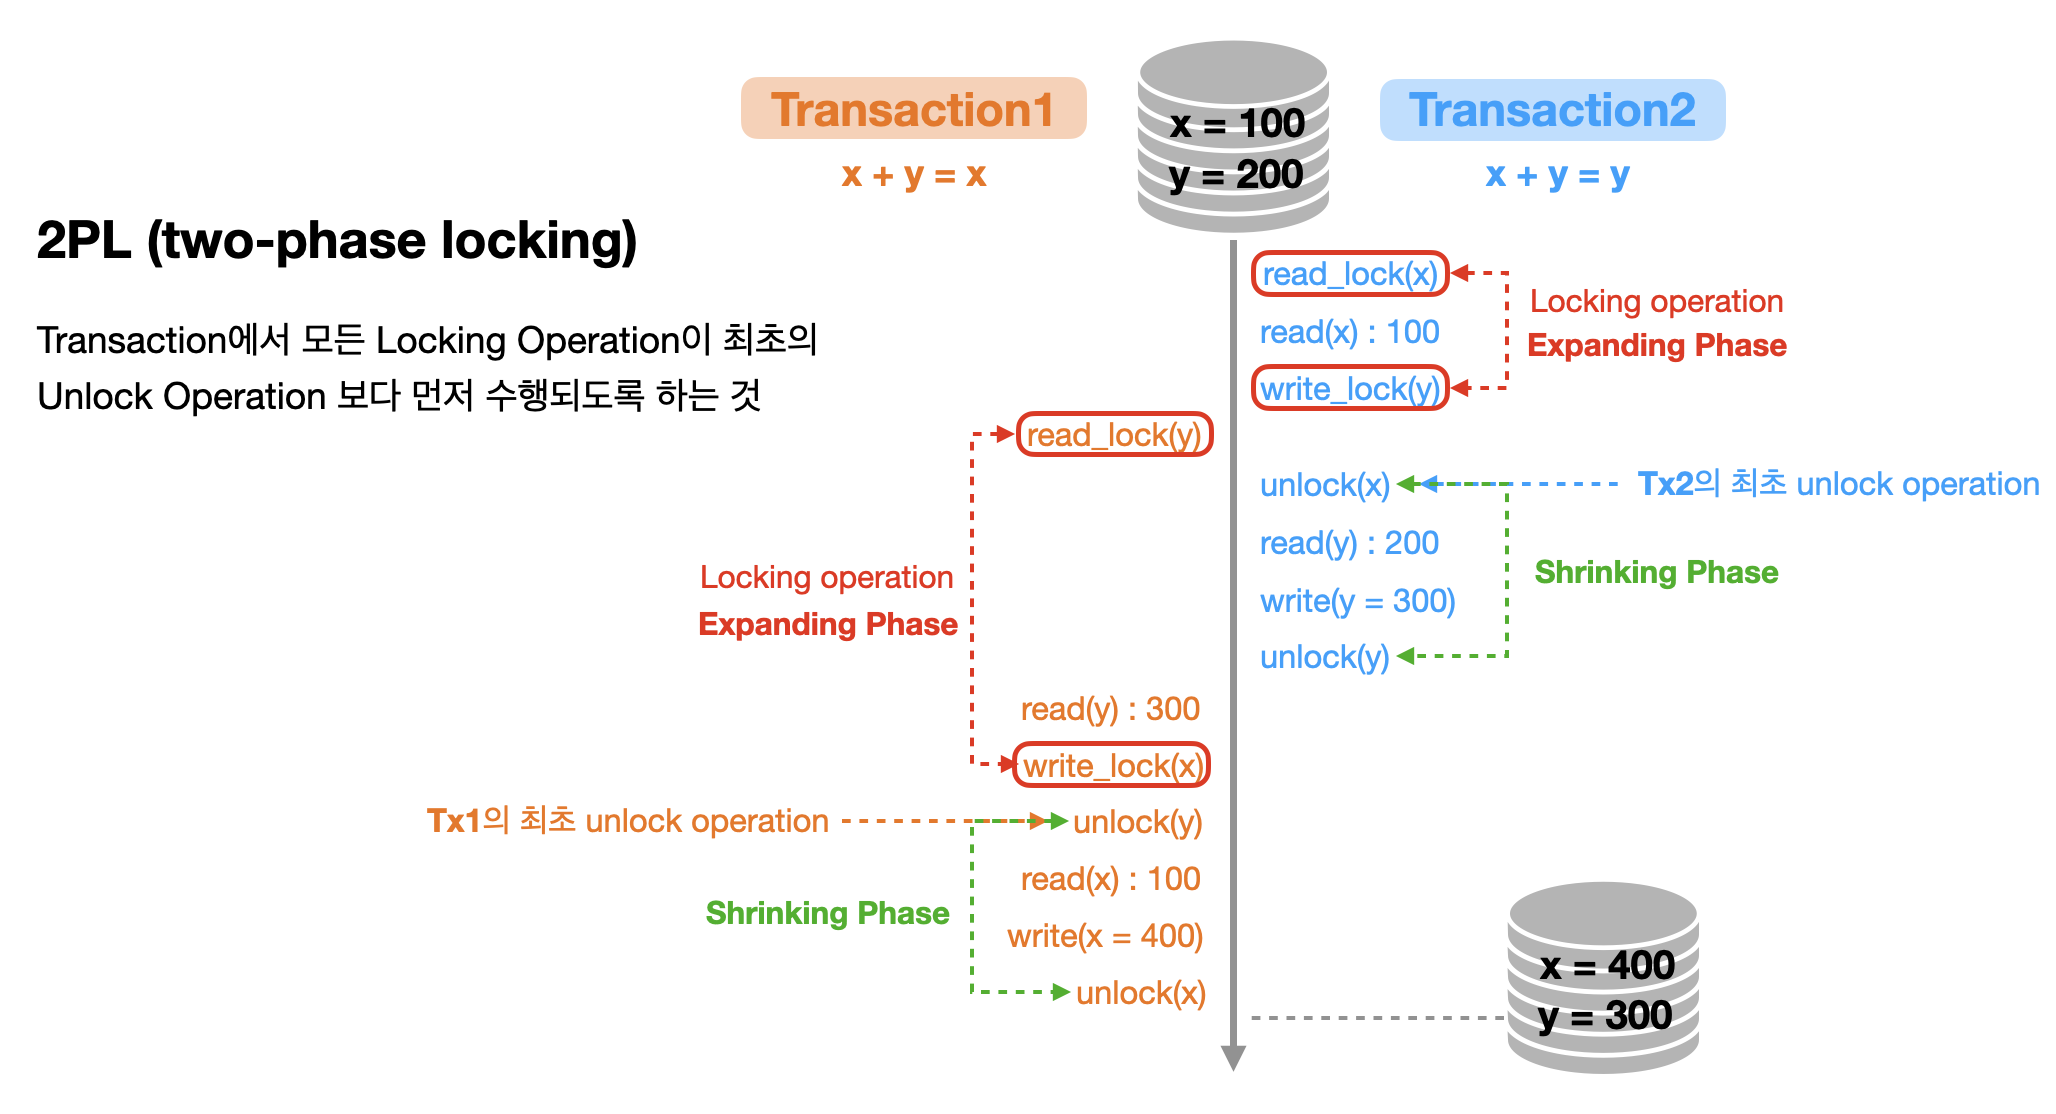 Transaction1
x + y = x
x = 100
y = 200
Transaction2
x + y = y
2PL (two-phase locking)
Transaction에서 모든 Locking Operation이 최초의
Unlock Operation 보다 먼저 수행되도록 하는 것
read_lock(x)
read(x) : 100
write_lock(y)
Locking operation
Expanding Phase
read_lock(y)
unlock(x)
Tx2의 최초 unlock operation
read(y) : 200
write(y = 300)
unlock(y)
Shrinking Phase
Locking operation
Expanding Phase
read(y) : 300
write_lock(x)
Tx1의 최초 unlock operation
unlock(y)
read(x) : 100
Shrinking Phase
write(x = 400)
unlock(x)
x = 400
y = 300